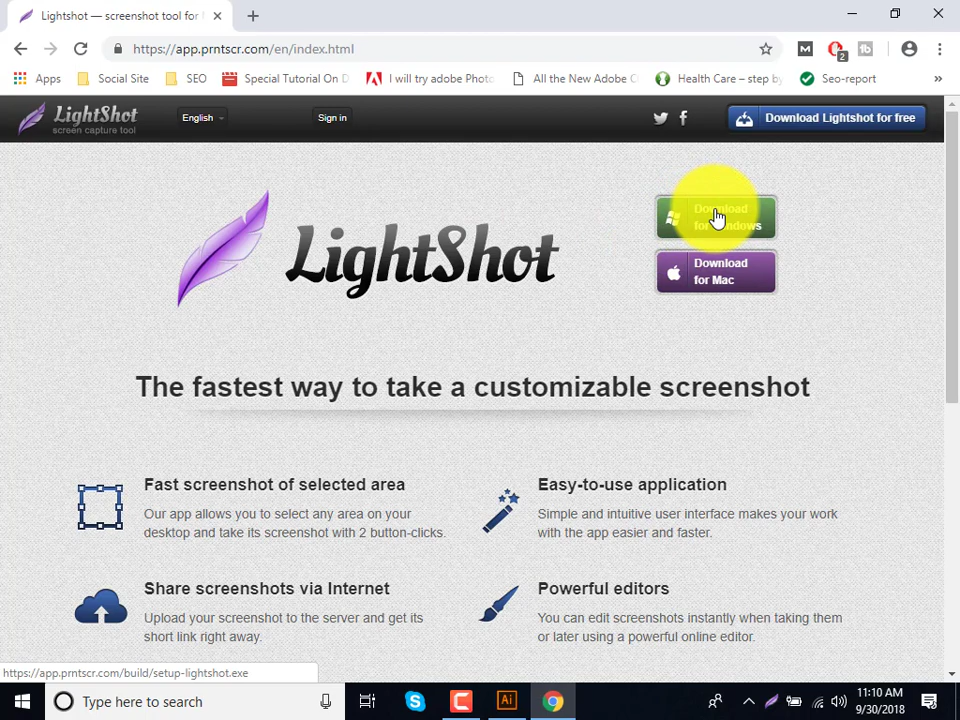 Lightshot — screenshot tool for
https://app.prntscr.com/en/index.html
2
Apps
Social Site
SEO
Special Tutorial On D
I will try adobe Photo
All the New Adobe
Health Care – step by
Seo-report
»
LightShot
screen capture tool
English
Sign in
Download Lightshot for free
LightShot
Download
for Windows
Download
for Mac
The fastest way to take a customizable screenshot
Fast screenshot of selected area
Our app allows you to select any area on your
desktop and take its screenshot with 2 button-clicks.
Easy-to-use application
Simple and intuitive user interface makes your work
with the app easier and faster.
Share screenshots via Internet
Upload your screenshot to the server and get its
short link right away.
Powerful editors
You can edit screenshots instantly when taking them
or later using a powerful online editor.
https://app.prntscr.com/build/setup-lightshot.exe
Type here to search
Ai
11:10 AM
9/30/2018